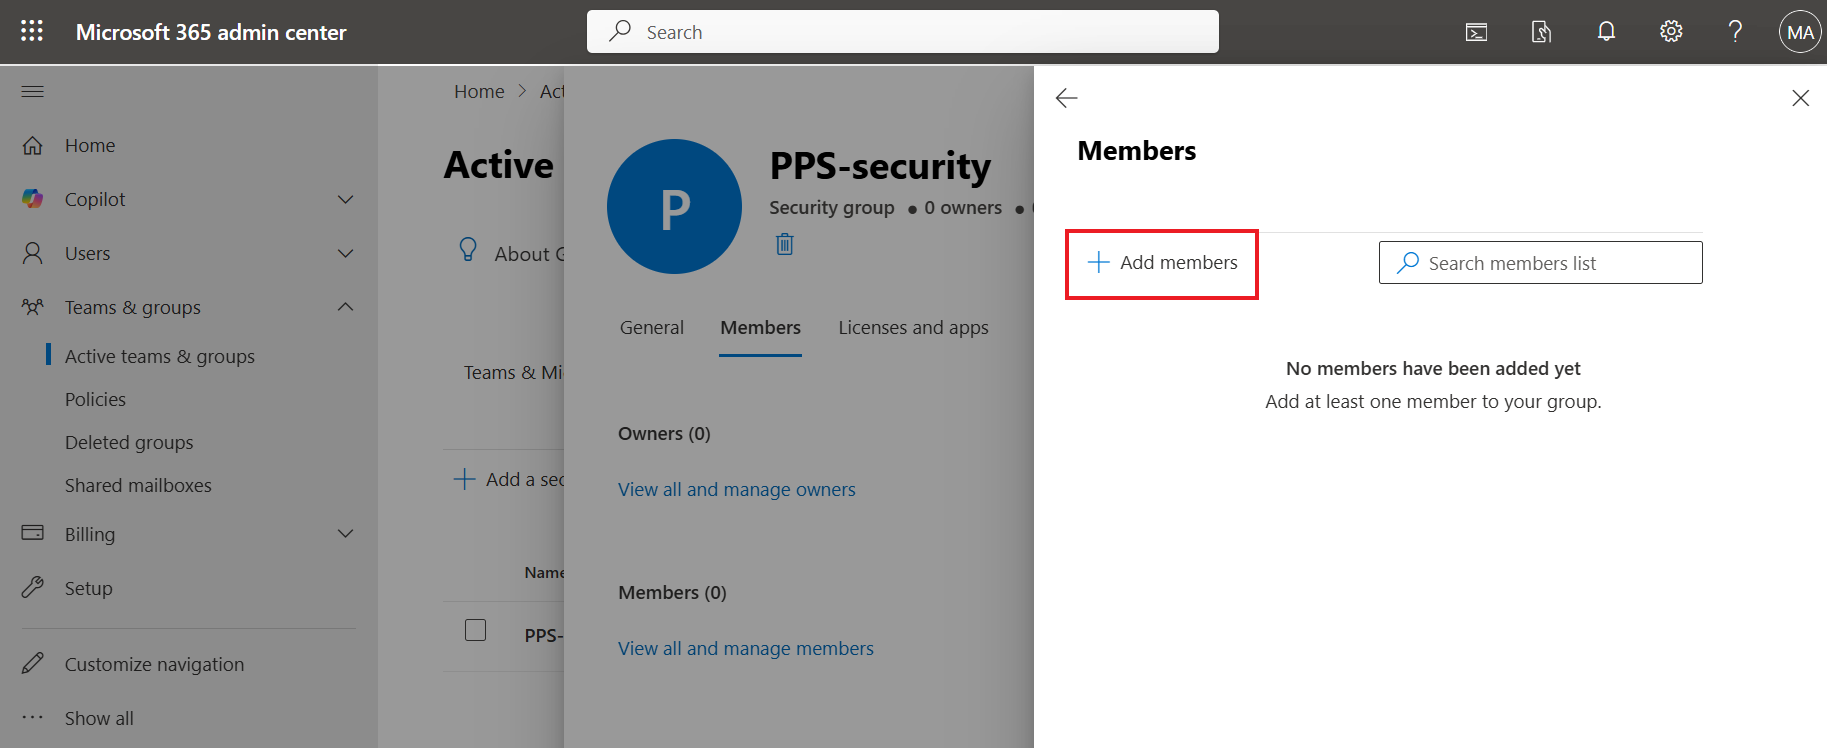 Microsoft 365 admin center
Search
MA
Home
Copilot
Users
Teams & groups
Active teams & groups
Policies
Deleted groups
Shared mailboxes
Billing
Setup
Customize navigation
Show all
Home > Act
Active
About G
Teams & Mi
Add a sec
Name
PPS-
P
PPS-security
Security group ● 0 owners ●
General Members Licenses and apps
Owners (0)
View all and manage owners
Members (0)
View all and manage members
Members
Add members
Search members list
No members have been added yet
Add at least one member to your group.